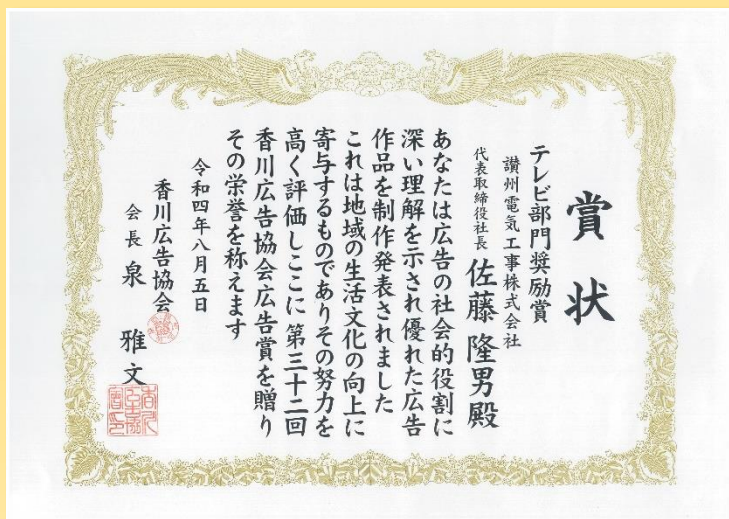 賞状
テレビ部門奨励賞
讃州電気工事株式会社
代表取締役社長 佐藤隆男殿
あなたは広告の社会的役割に
深い理解を示され優れた広告
作品を制作発表されました
これは地域の生活文化の向上に
寄与するものでありその努力を
高く評価しここに第三十二回
香川広告協会広告賞を贈り
その栄誉を称えます
令和四年八月五日
香川広告協会
会長 泉雅文